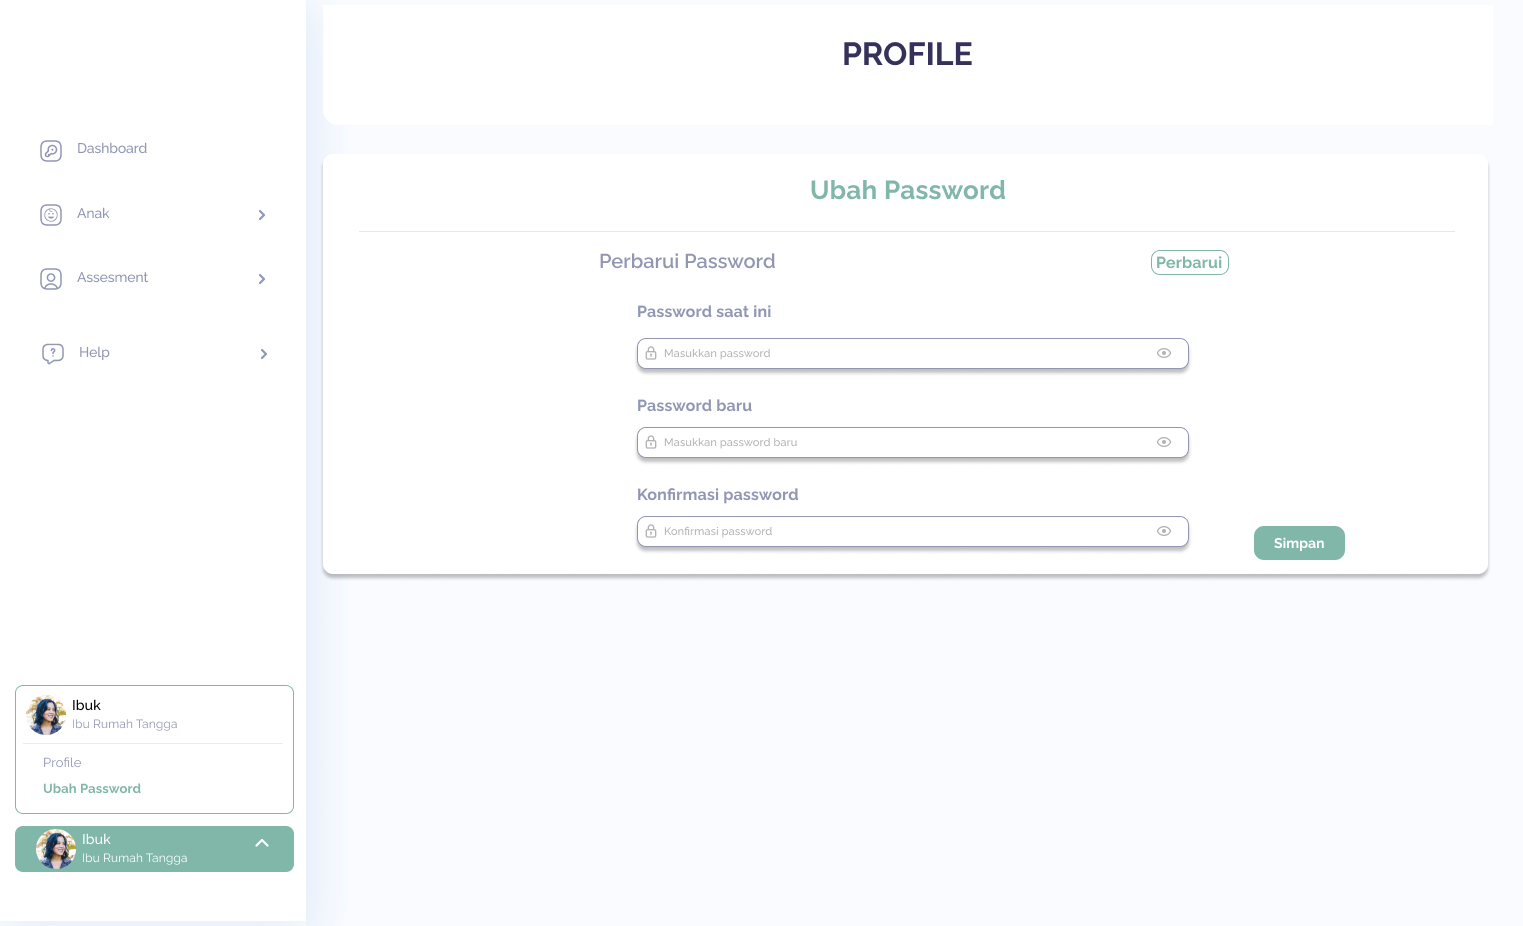 PROFILE
Dashboard
Anak
Assesment
Help
Ubah Password
Perbarui Password
Perbarui
Password saat ini
Masukkan password
Password baru
Masukkan password baru
Konfirmasi password
Konfirmasi password
Simpan
Ibuk
Ibu Rumah Tangga
Profile
Ubah Password
Ibuk
Ibu Rumah Tangga